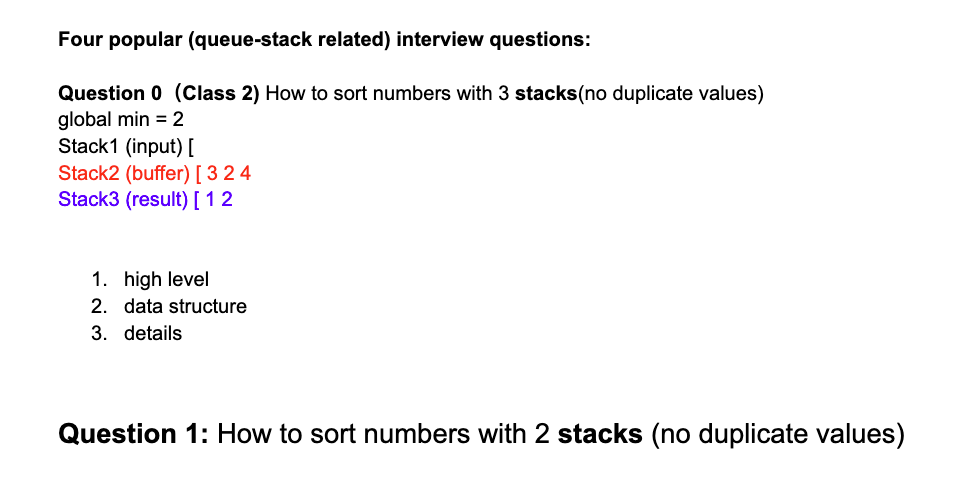 Four popular (queue-stack related) interview questions:
Question 0（Class 2) How to sort numbers with 3 stacks(no duplicate values)
global min = 2
Stack1 (input) [
Stack2 (buffer) [ 3 2 4
Stack3 (result) [ 1 2
1. high level
2. data structure
3. details
Question 1: How to sort numbers with 2 stacks (no duplicate values)